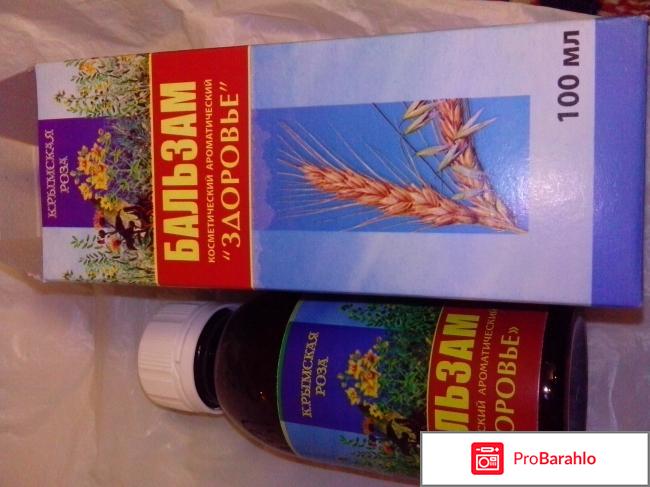 КРЫМСКАЯ
РОЗА
БАЛЬЗАМ
КОСМЕТИЧЕСКИЙ АРОМАТИЧЕСКИЙ
“ЗДОРОВЬЕ”
100 мл
КРЫМСКАЯ
РОЗА
ЛЬЗАМ
СКИЙ АРОМАТИЧЕСКИЙ
ОРОВЬЕ»
ProBarahlo